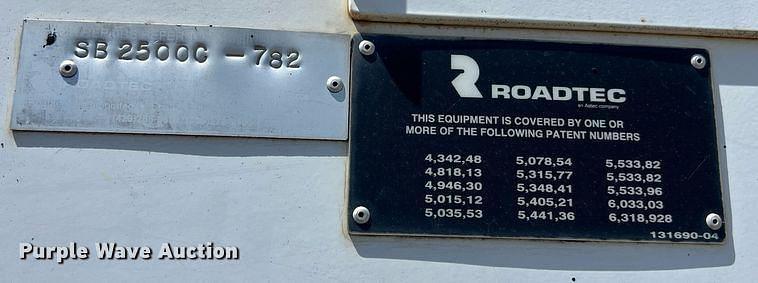 SB2500C - 782
ROADTEC
an Astec company
THIS EQUIPMENT IS COVERED BY ONE OR
MORE OF THE FOLLOWING PATENT NUMBERS
4,342,48 5,078,54 5,533,82
4,818,13 5,315,77 5,533,82
4,946,30 5,348,41 5,533,96
5,015,12 5,405,21 6,033,03
5,035,53 5,441,36 6,318,928
131690-04
Purple Wave Auction